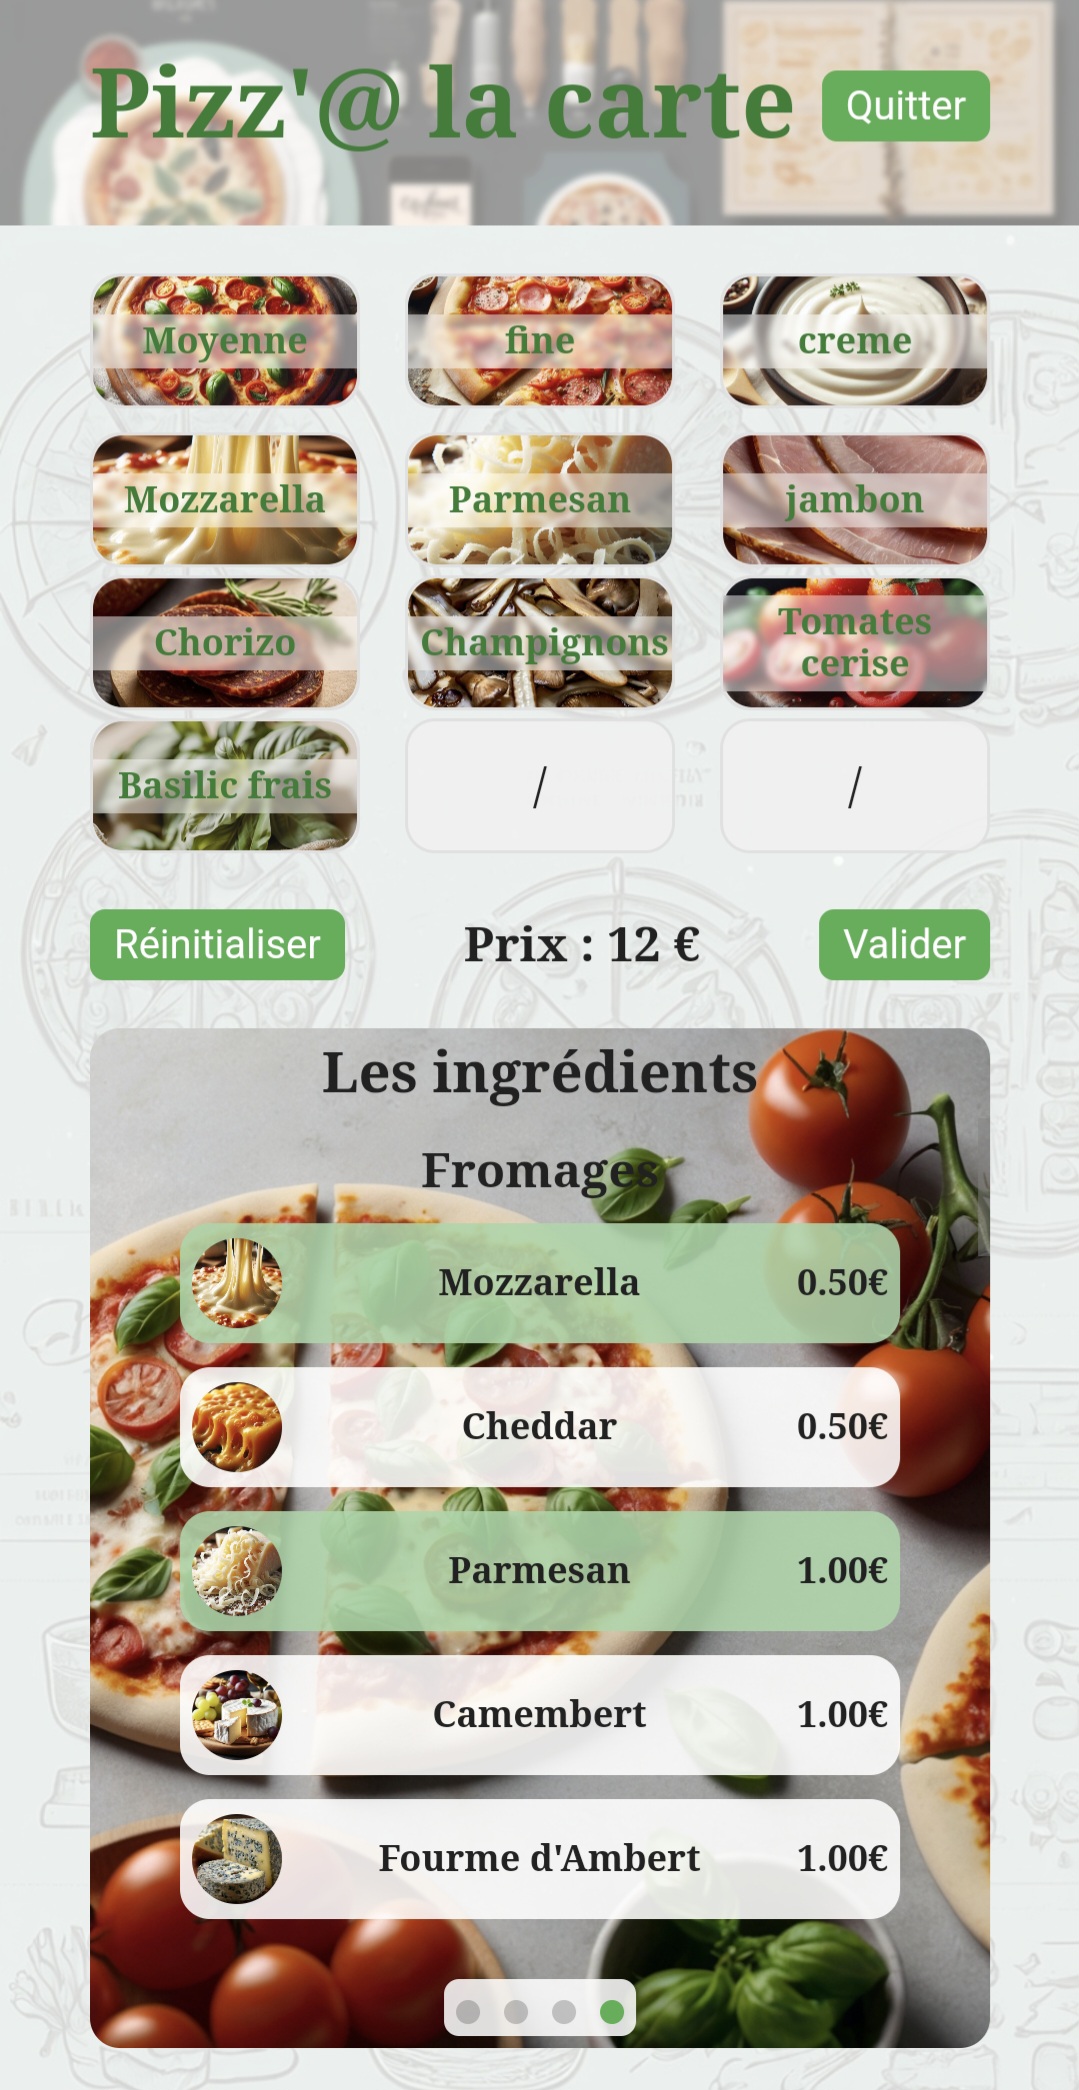 Pizz'@ la carte
Quitter
Moyenne
fine
creme
Mozzarella
Parmesan
jambon
Chorizo
Champignons
Tomates
cerise
Basilic frais
/
/
Réinitialiser
Prix : 12 €
Valider
Les ingrédients
Fromages
Mozzarella
0.50€
Cheddar
0.50€
Parmesan
1.00€
Camembert
1.00€
Fourme d'Ambert
1.00€